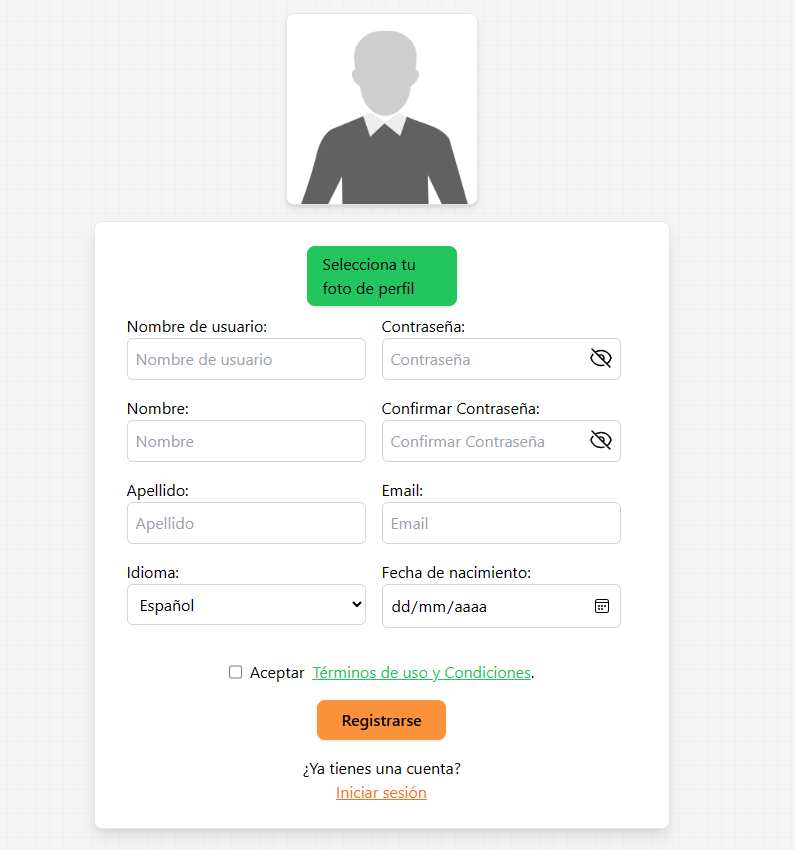 Selecciona tu
foto de perfil
Nombre de usuario:
Nombre de usuario
Contraseña:
Contraseña
Nombre:
Nombre
Confirmar Contraseña:
Confirmar Contraseña
Apellido:
Apellido
Email:
Email
Idioma:
Español
Fecha de nacimiento:
dd/mm/aaaa
Aceptar Términos de uso y Condiciones.
Registrarse
¿Ya tienes una cuenta?
Iniciar sesión